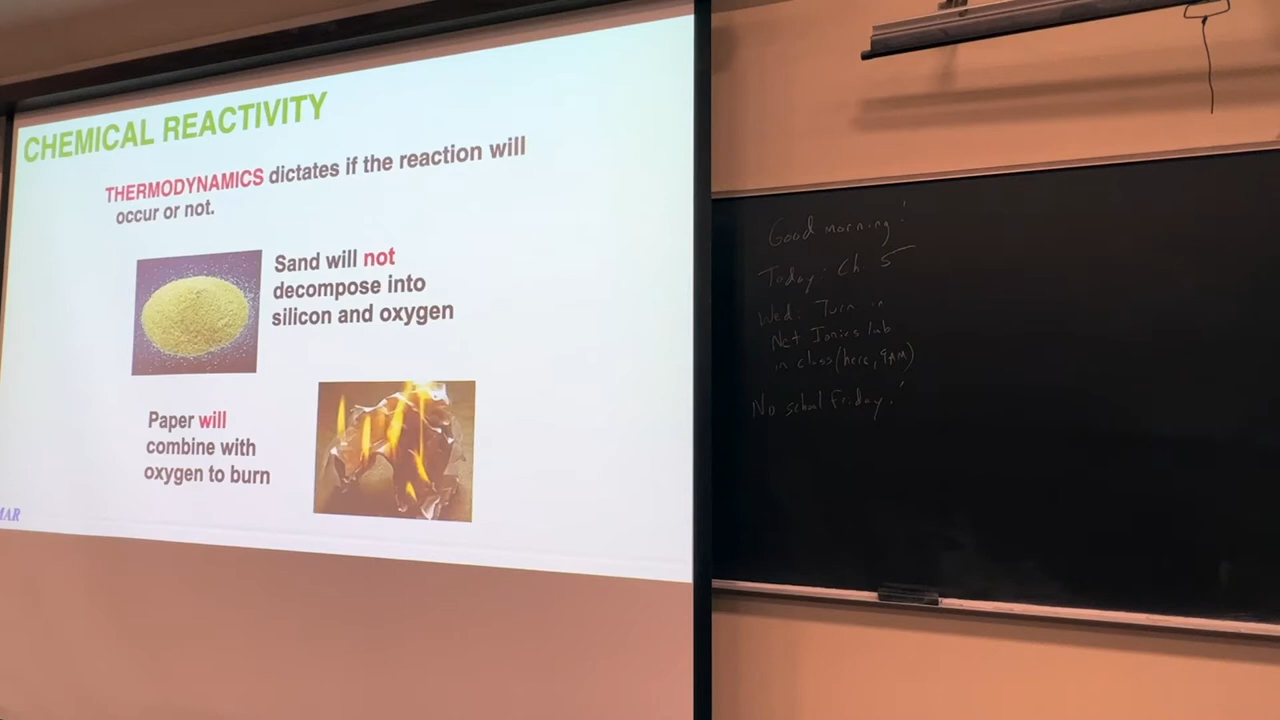 CHEMICAL REACTIVITY
THERMODYNAMICS dictates if the reaction will
occur or not.
Sand will not
decompose into
silicon and oxygen
Paper will
combine with
oxygen to burn
MAR
Good morning!
Today: Ch. 5
Wed: Turn in
Net Ionics lab
in class (here, 9AM)
No school Friday!